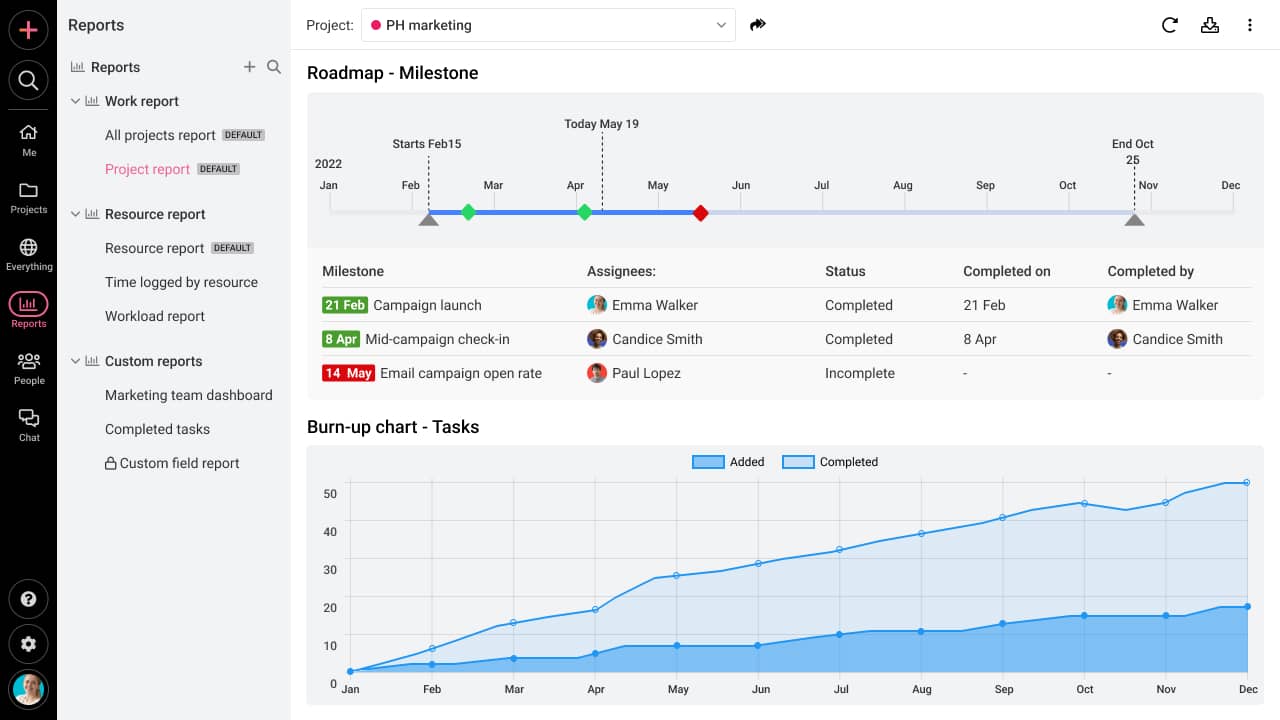 Reports
Project: PH marketing
Reports
Work report
All projects report DEFAULT
Project report DEFAULT
Resource report
Resource report DEFAULT
Time logged by resource
Workload report
Custom reports
Marketing team dashboard
Completed tasks
Custom field report
Me
Projects
Everything
Reports
People
Chat
Roadmap - Milestone
Today May 19
Starts Feb15
End Oct
25
2022
Jan Feb Mar Apr May Jun Jul Aug Sep Oct Nov Dec
Milestone Assignees: Status Completed on Completed by
21 Feb Campaign launch Emma Walker Completed 21 Feb Emma Walker
8 Apr Mid-campaign check-in Candice Smith Completed 8 Apr Candice Smith
14 May Email campaign open rate Paul Lopez Incomplete - -
Burn-up chart - Tasks
Added Completed
50
40
30
20
10
0
Jan Feb Mar Apr May Jun Jul Aug Sep Oct Nov Dec